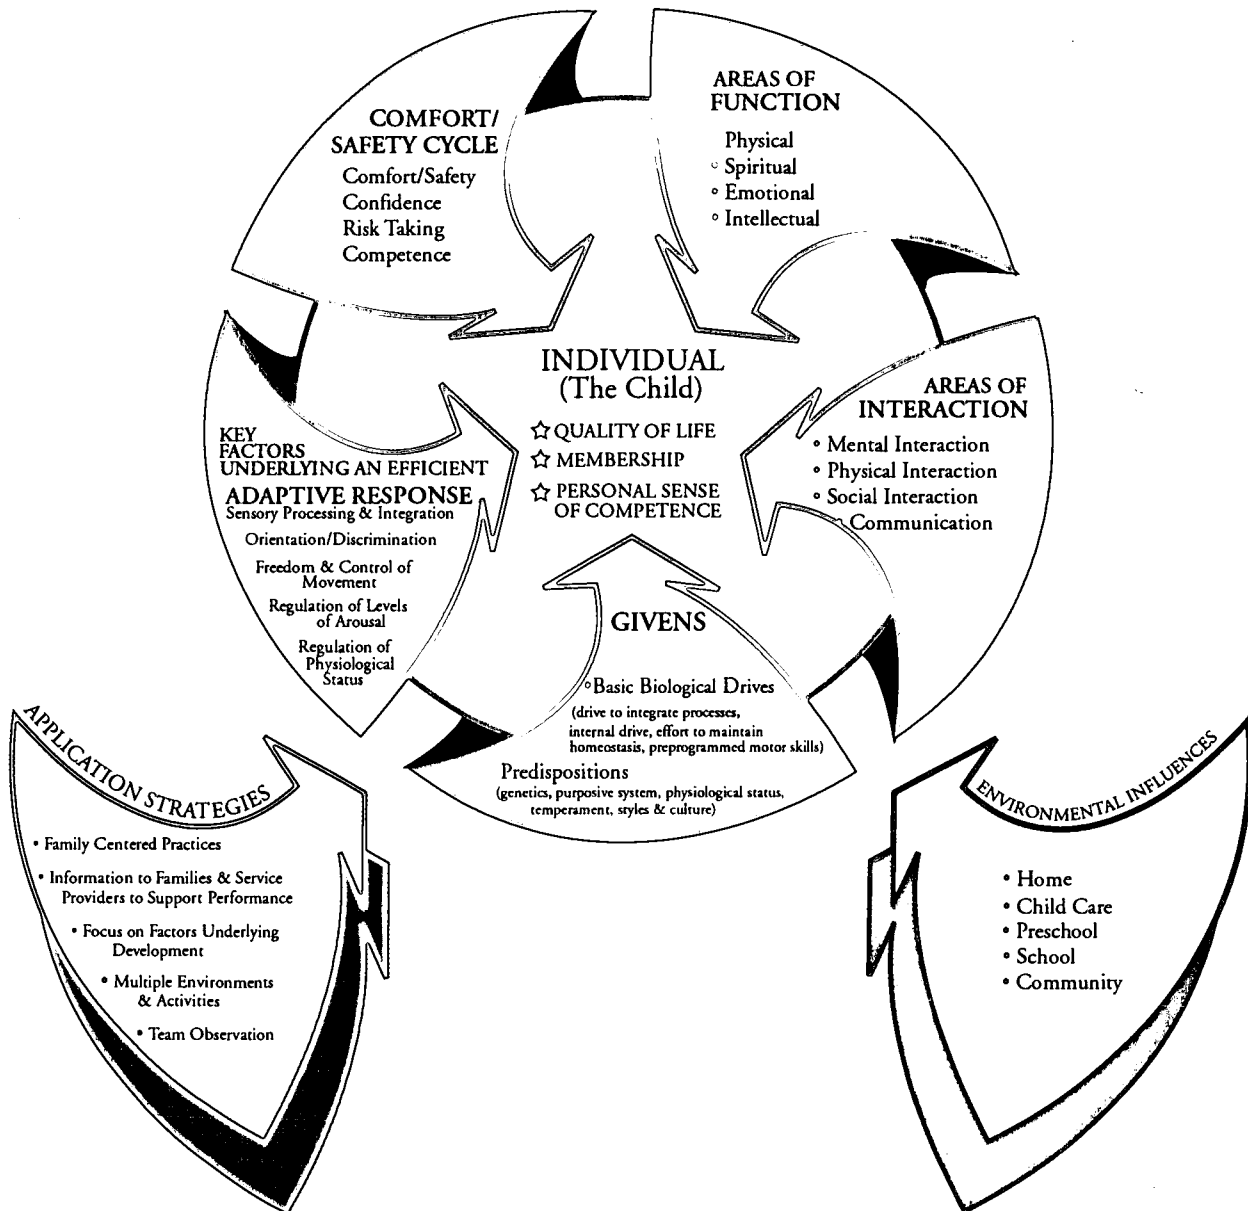 COMFORT/
SAFETY CYCLE
Comfort/Safety
Confidence
Risk Taking
Competence
AREAS OF
FUNCTION
Physical
° Spiritual
° Emotional
° Intellectual
INDIVIDUAL
(The Child)
☆ QUALITY OF LIFE
☆ MEMBERSHIP
☆ PERSONAL SENSE
OF COMPETENCE
AREAS OF
INTERACTION
° Mental Interaction
° Physical Interaction
° Social Interaction
° Communication
KEY
FACTORS
UNDERLYING AN EFFICIENT
ADAPTIVE RESPONSE
Sensory Processing & Integration
Orientation/Discrimination
Freedom & Control of
Movement
Regulation of Levels
of Arousal
Regulation of
Physiological
Status
GIVENS
°Basic Biological Drives
(drive to integrate processes,
internal drive, effort to maintain
homeostasis, preprogrammed motor skills)
Predispositions
(genetics, purposive system, physiological status,
temperament, styles & culture)
APPLICATION STRATEGIES
• Family Centered Practices
• Information to Families & Service
Providers to Support Performance
• Focus on Factors Underlying
Development
• Multiple Environments
& Activities
• Team Observation
ENVIRONMENTAL INFLUENCES
• Home
• Child Care
• Preschool
• School
• Community